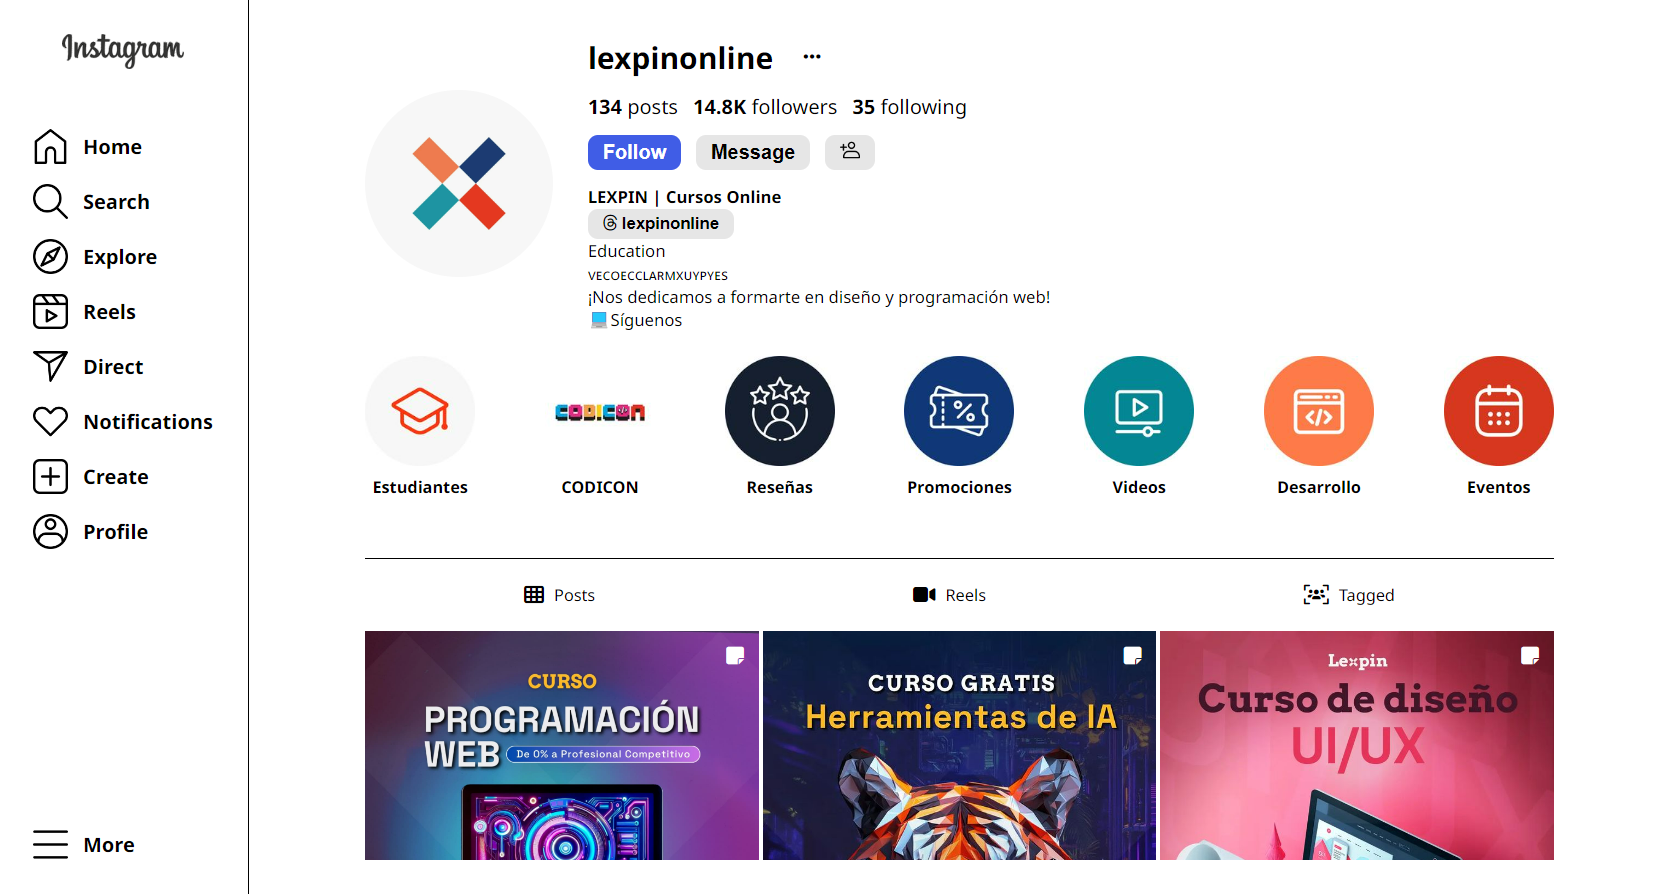 Instagram
Home
Search
Explore
Reels
Direct
Notifications
Create
Profile
More
lexpinonline ...
134 posts 14.8K followers 35 following
Follow Message
LEXPIN | Cursos Online
lexpinonline
Education
VECOECCLARMXUYPYES
¡Nos dedicamos a formarte en diseño y programación web!
Síguenos
CODICON
Estudiantes CODICON Reseñas Promociones Videos Desarrollo Eventos
Posts Reels Tagged
CURSO
PROGRAMACIÓN
WEB De 0% a Profesional Competitivo
CURSO GRATIS
Herramientas de IA
Lexpin
Curso de diseño
UI/UX